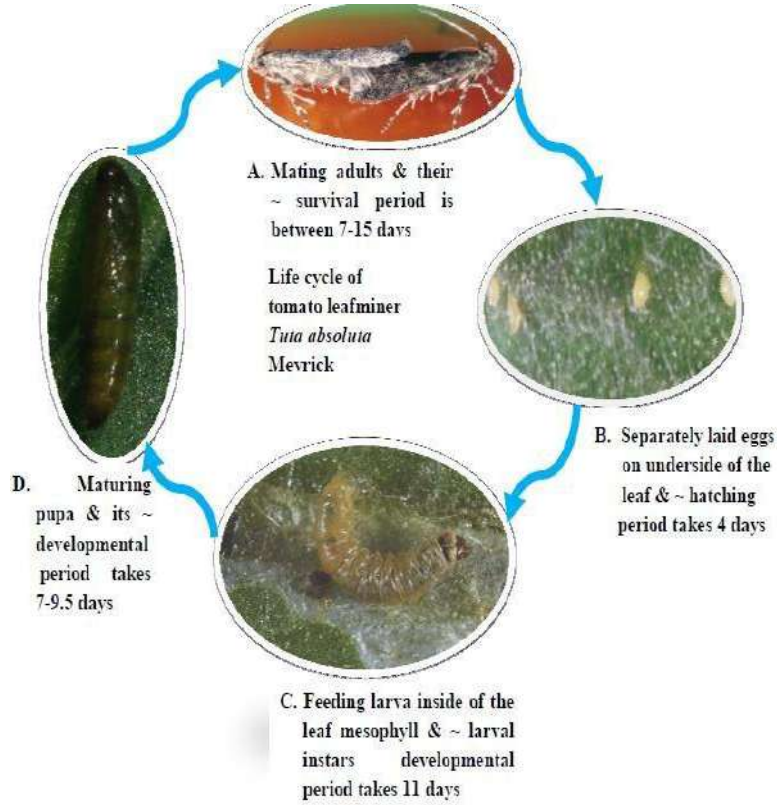 A. Mating adults & their
~ survival period is
between 7-15 days
Life cycle of
tomato leafminer
Tuta absoluta
Mevrick
B. Separately laid eggs
on underside of the
leaf & ~ hatching
period takes 4 days
D. Maturing
pupa & its ~
developmental
period takes
7-9.5 days
C. Feeding larva inside of the
leaf mesophyll & ~ larval
instars developmental
period takes 11 days